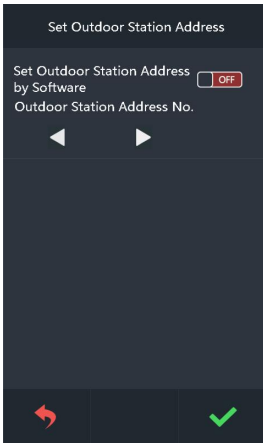 Set Outdoor Station Address
Set Outdoor Station Address
by Software
OFF
Outdoor Station Address No.